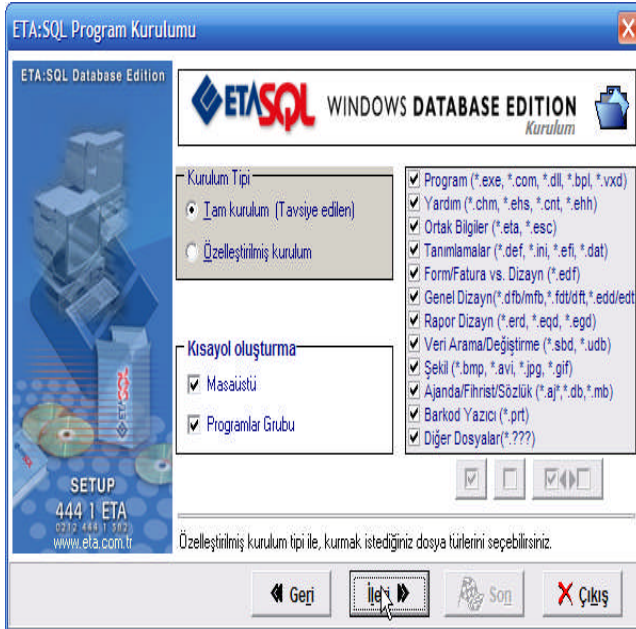 ETA:SQL Program Kurulumu
ETA:SQL Database Edition
ETASQL WINDOWS DATABASE EDITION
Kurulum
Kurulum Tipi
Tam kurulum (Tavsiye edilen)
Özelleştirilmiş kurulum
Kısayol oluşturma
Masaüstü
Programlar Grubu
Program (*.exe, *.com, *.dll, *.bpl, *.vxd)
Yardım (*.chm, *.ehs, *.cnt, *.ehh)
Ortak Bilgiler (*.eta, *.esc)
Tanımlamalar (*.def, *.ini, *.efi, *.dat)
Form/Fatura vs. Dizayn (*.edf)
Genel Dizayn(*.dfb/mfb,*.fdt/dft,*.edd/edt
Rapor Dizayn (*.erd, *.eqd, *.egd)
Veri Arama/Değiştirme (*.sbd, *.udb)
Şekil (*.bmp, *.avi, *.jpg, *.gif)
Ajanda/Fihrist/Sözlük (*.aj*,*.db,*.mb)
Barkod Yazıcı (*.prt)
Diğer Dosyalar(*.???)
ETASQL
SETUP
444 1 ETA
0212 444 1 382
www.eta.com.tr
Özelleştirilmiş kurulum tipi ile, kurmak istediğiniz dosya türlerini seçebilirsiniz.
Geri
İleri
Son
Çıkış